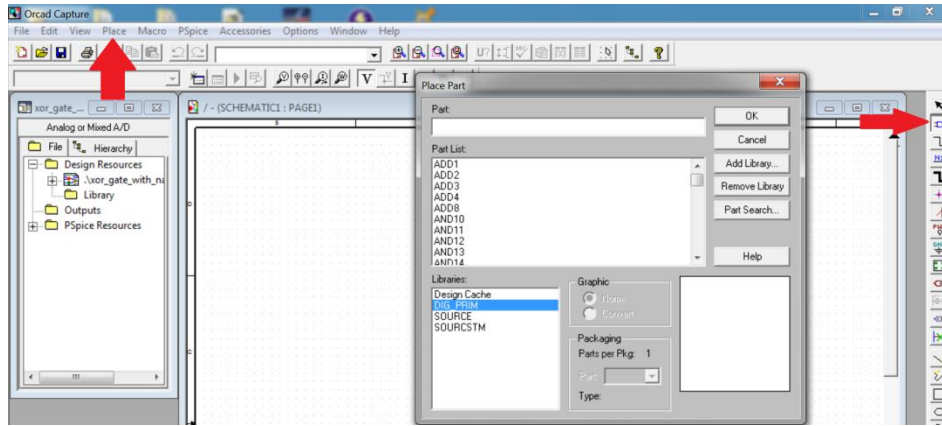 Orcad Capture
File Edit View Place Macro PSpice Accessories Options Window Help
U?
V I
xor_gate_...
/ - (SCHEMATIC1 : PAGE1)
Analog or Mixed A/D
File Hierarchy
Design Resources
.\xor_gate_with_na
Library
Outputs
PSpice Resources
5
D
C
Place Part
Part:
OK
Cancel
Part List:
Add Library...
Remove Library
Part Search...
Help
ADD1
ADD2
ADD3
ADD4
ADD8
AND10
AND11
AND12
AND13
AND14
Libraries:
Design Cache
DIG_PRIM
SOURCE
SOURCSTM
Graphic
Normal
Convert
Packaging
Parts per Pkg: 1
Part:
Type: